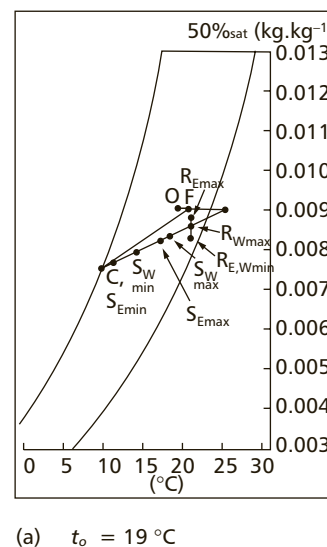 50%sat (kg.kg⁻¹)
0.013
0.012
0.011
0.010
R_Emax
O F
0.009
R_Wmax
0.008
C, S_W min S_W max R_E,Wmin
S_Emin
S_Emax
0.007
0.006
0.005
0.004
0.003
0 5 10 15 20 25 30
(°C)
(a) t_o = 19 °C